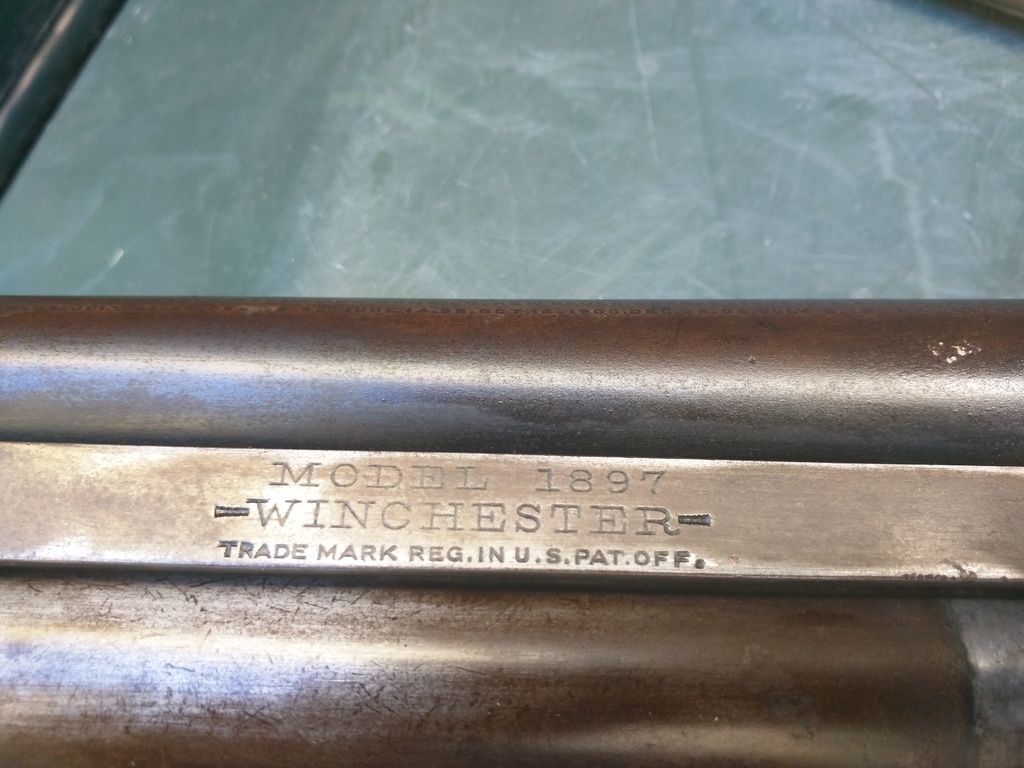 MODEL 1897
-WINCHESTER-
TRADE MARK REG.IN U.S.PAT.OFF.